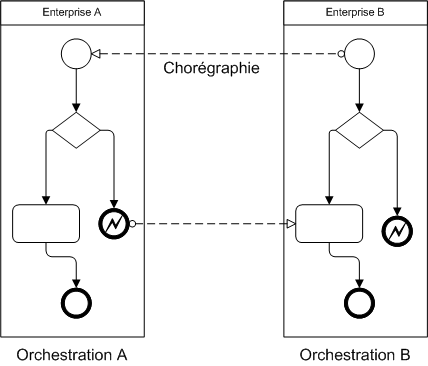 Enterprise A
Enterprise B
Chorégraphie
Orchestration A
Orchestration B